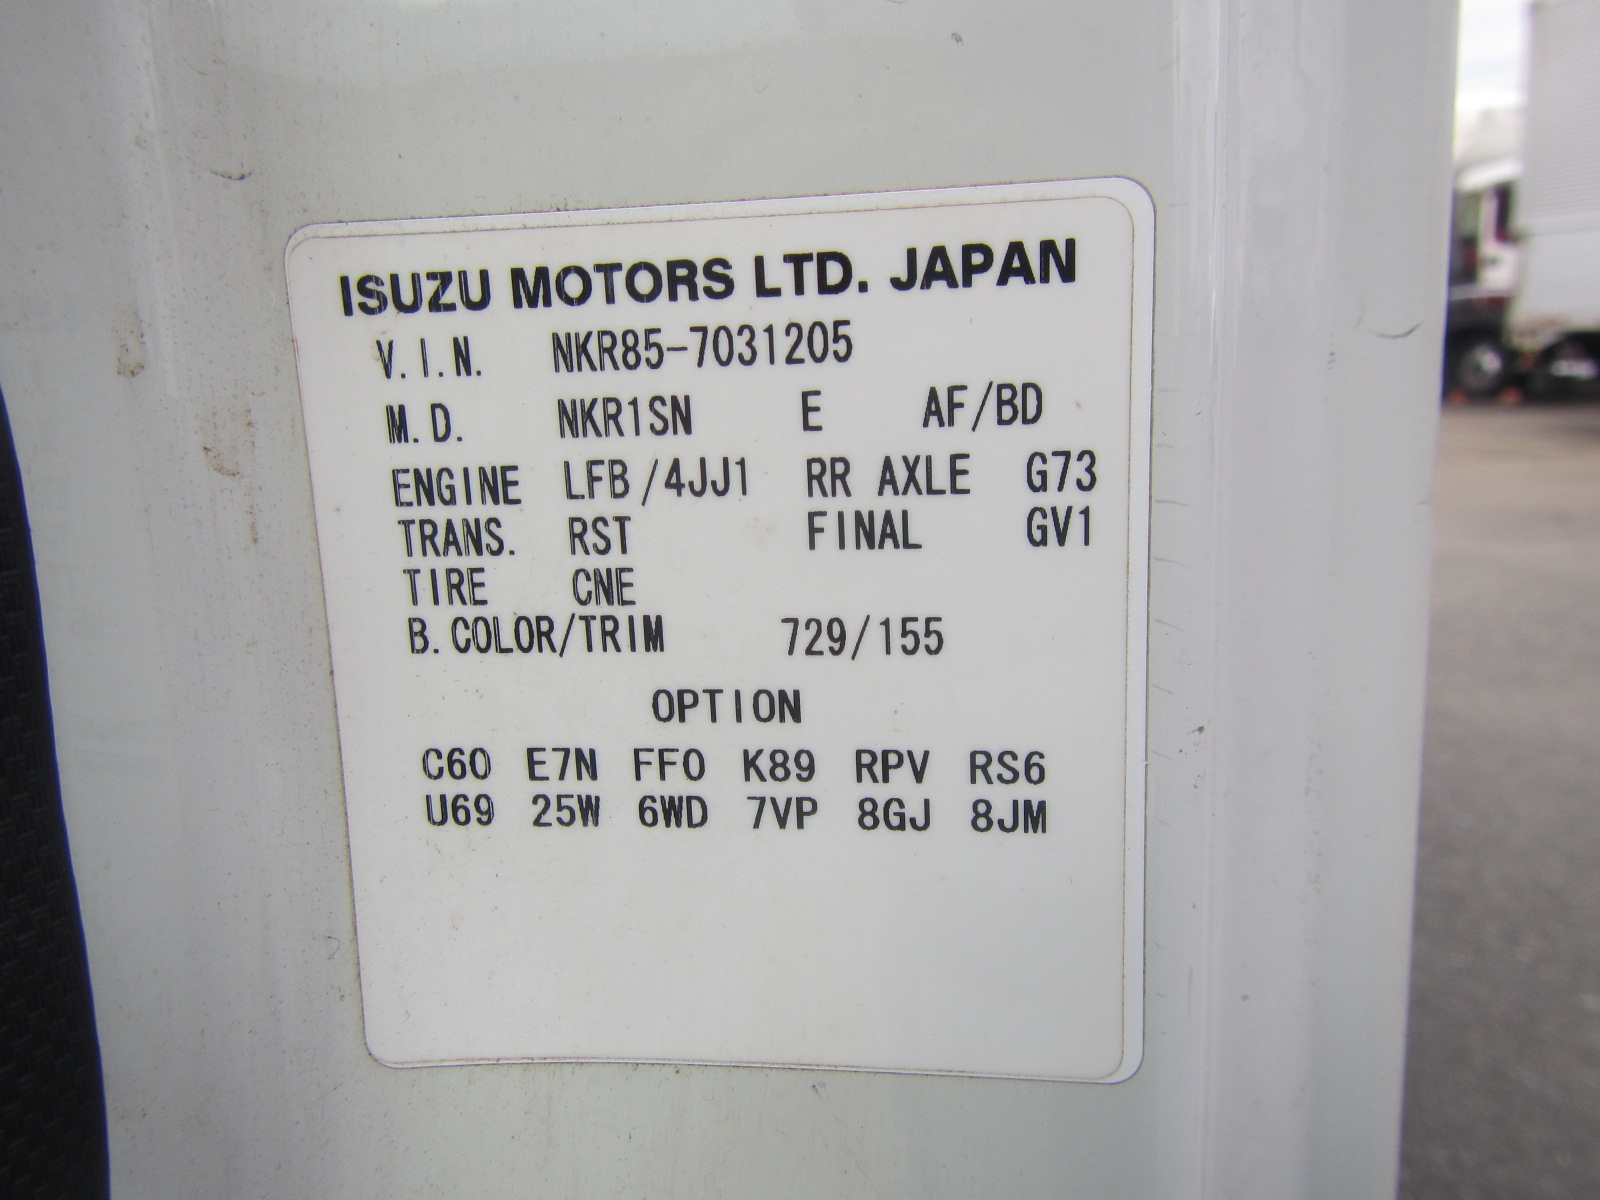 ISUZU MOTORS LTD. JAPAN
V.I.N. NKR85-7031205
M.D. NKR1SN E AF/BD
ENGINE LFB/4JJ1 RR AXLE G73
TRANS. RST FINAL GV1
TIRE CNE
B.COLOR/TRIM 729/155
OPTION
C60 E7N FF0 K89 RPV RS6
U69 25W 6WD 7VP 8GJ 8JM